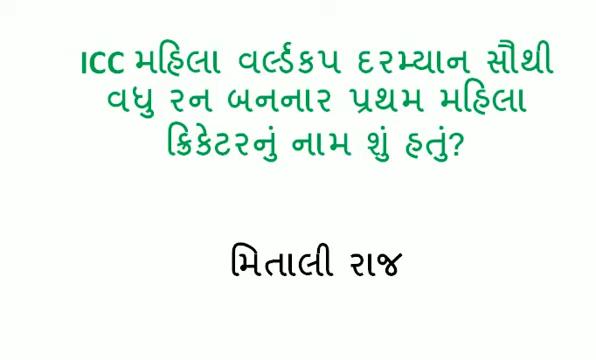 ICC મહિલા વર્લ્ડકપ દરમ્યાન સૌથી
વધુ રન બનનાર પ્રથમ મહિલા
ક્રિકેટરનું નામ શું હતું?
મિતાલી રાજ